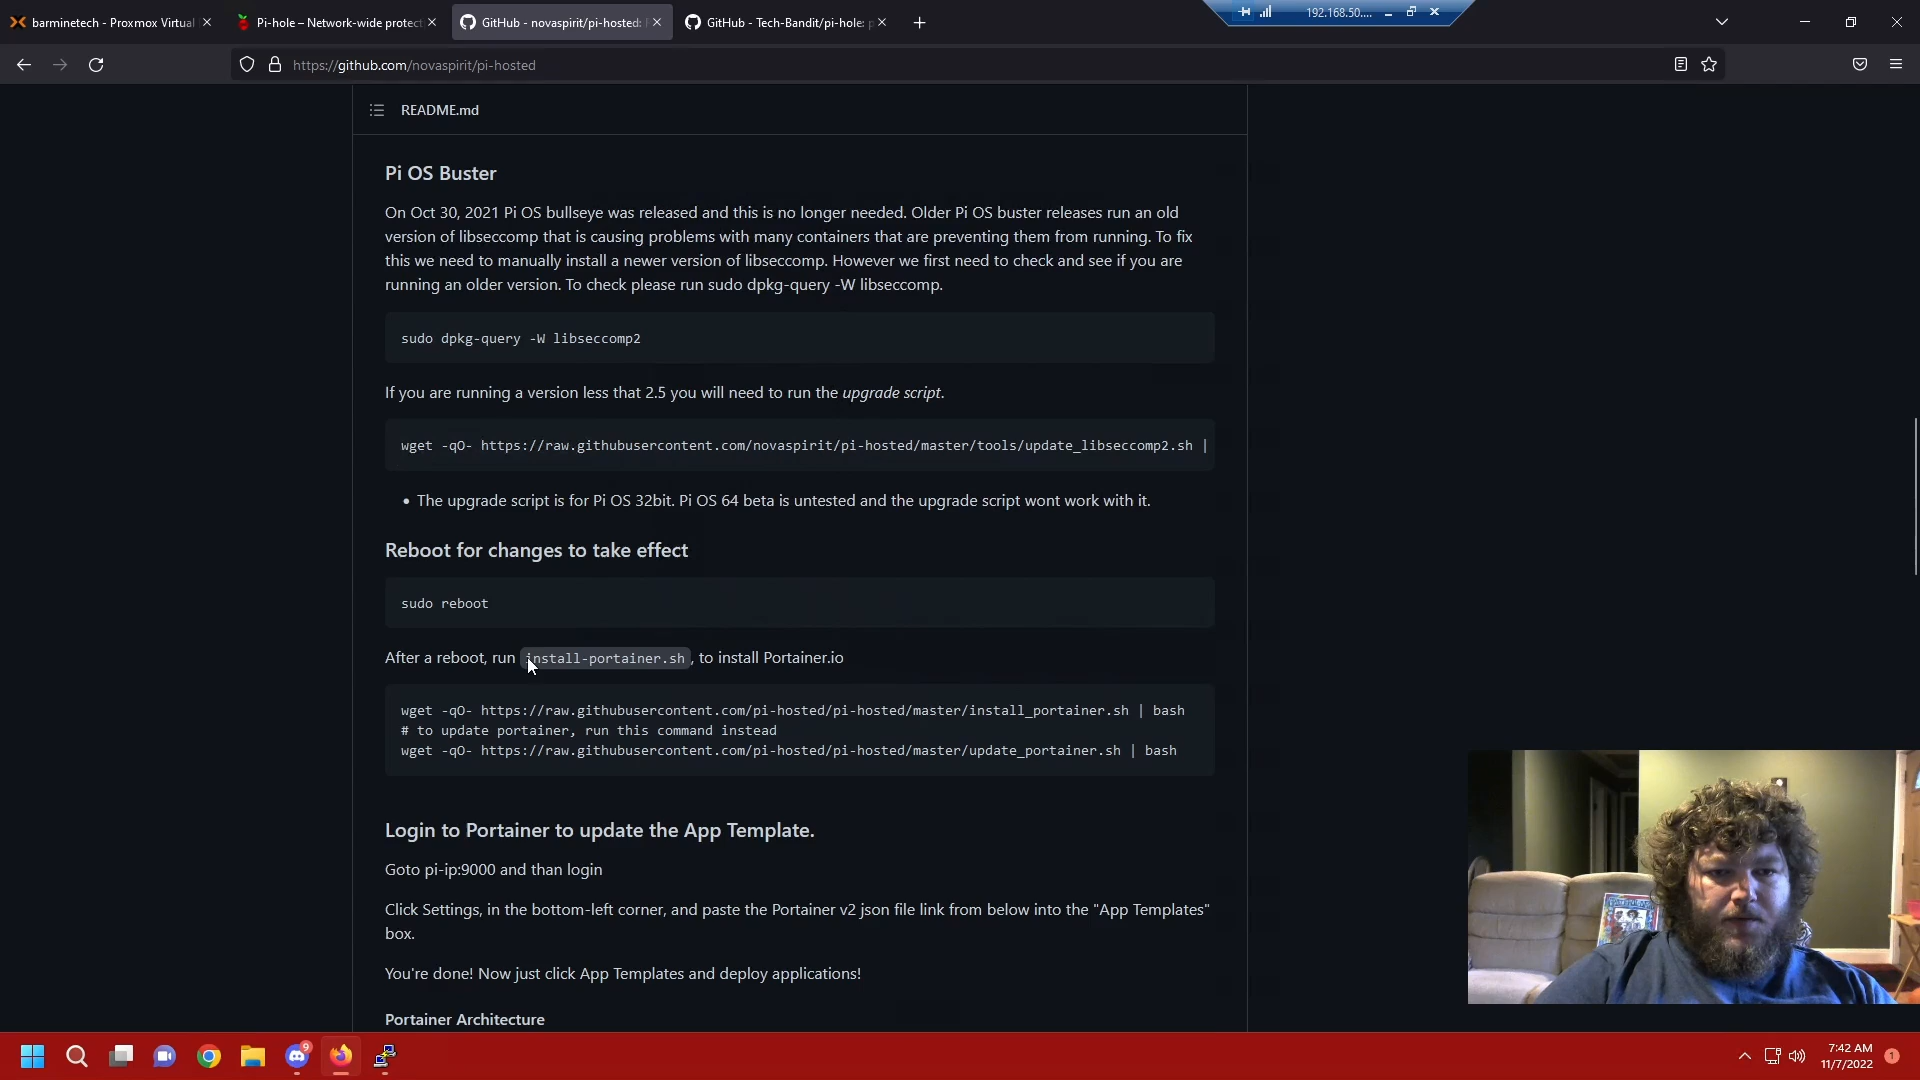 barminetech - Proxmox Virtual
Pi-hole – Network-wide protect
GitHub - novaspirit/pi-hosted:
GitHub - Tech-Bandit/pi-hole:
192.168.50....
https://github.com/novaspirit/pi-hosted
README.md
Pi OS Buster
On Oct 30, 2021 Pi OS bullseye was released and this is no longer needed. Older Pi OS buster releases run an old
version of libseccomp that is causing problems with many containers that are preventing them from running. To fix
this we need to manually install a newer version of libseccomp. However we first need to check and see if you are
running an older version. To check please run sudo dpkg-query -W libseccomp.
sudo dpkg-query -W libseccomp2
If you are running a version less that 2.5 you will need to run the upgrade script.
wget -qO- https://raw.githubusercontent.com/novaspirit/pi-hosted/master/tools/update_libseccomp2.sh |
• The upgrade script is for Pi OS 32bit. Pi OS 64 beta is untested and the upgrade script wont work with it.
Reboot for changes to take effect
sudo reboot
After a reboot, run install-portainer.sh, to install Portainer.io
wget -qO- https://raw.githubusercontent.com/pi-hosted/pi-hosted/master/install_portainer.sh | bash
# to update portainer, run this command instead
wget -qO- https://raw.githubusercontent.com/pi-hosted/pi-hosted/master/update_portainer.sh | bash
Login to Portainer to update the App Template.
Goto pi-ip:9000 and than login
Click Settings, in the bottom-left corner, and paste the Portainer v2 json file link from below into the "App Templates"
box.
You're done! Now just click App Templates and deploy applications!
Portainer Architecture
9
7:42 AM
11/7/2022
1